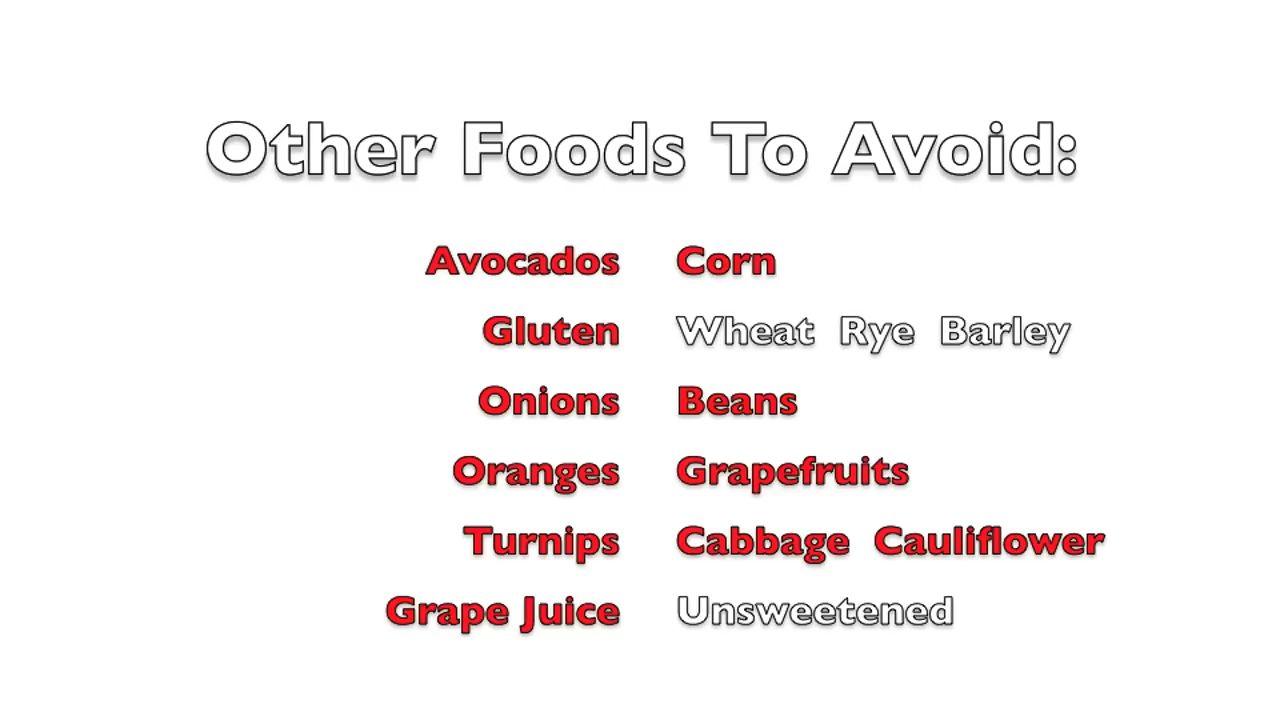 Other Foods To Avoid:
Avocados Corn
Gluten Wheat Rye Barley
Onions Beans
Oranges Grapefruits
Turnips Cabbage Cauliflower
Grape Juice Unsweetened